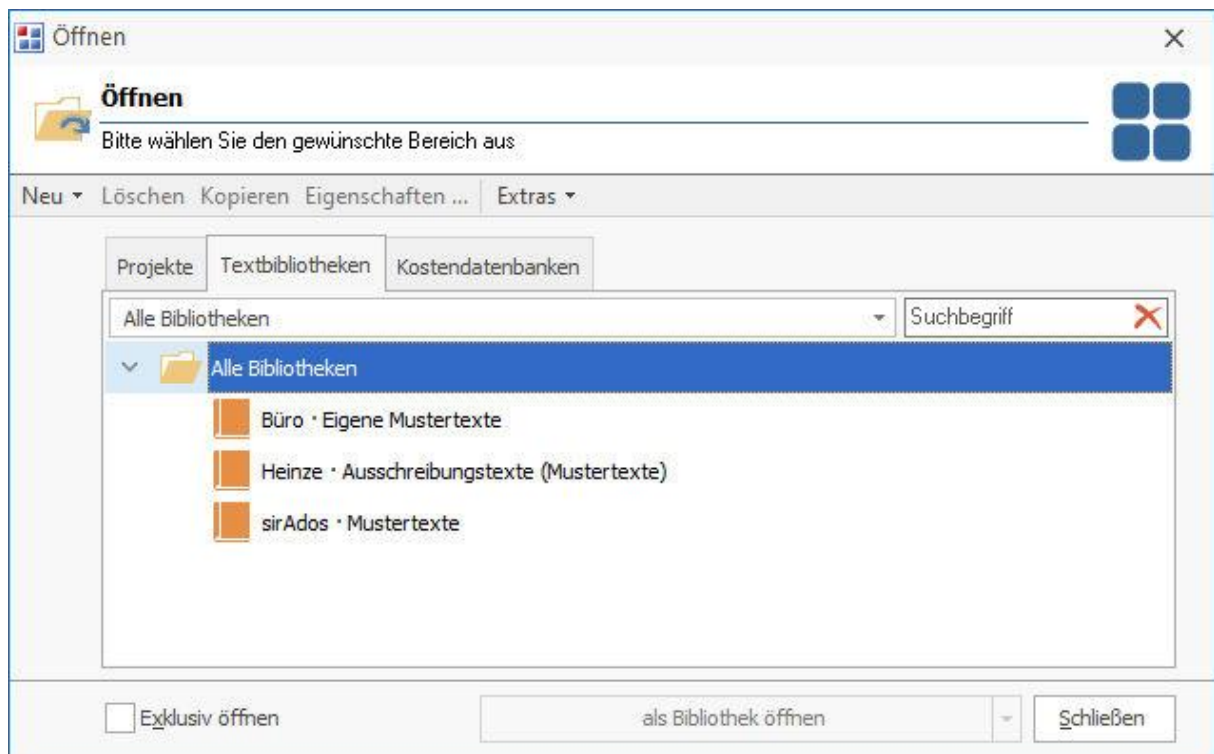 Öffnen
Öffnen
Bitte wählen Sie den gewünschte Bereich aus
Neu Löschen Kopieren Eigenschaften ... Extras
Projekte Textbibliotheken Kostendatenbanken
Alle Bibliotheken Suchbegriff
Alle Bibliotheken
Büro · Eigene Mustertexte
Heinze · Ausschreibungstexte (Mustertexte)
sirAdos · Mustertexte
Exklusiv öffnen als Bibliothek öffnen Schließen